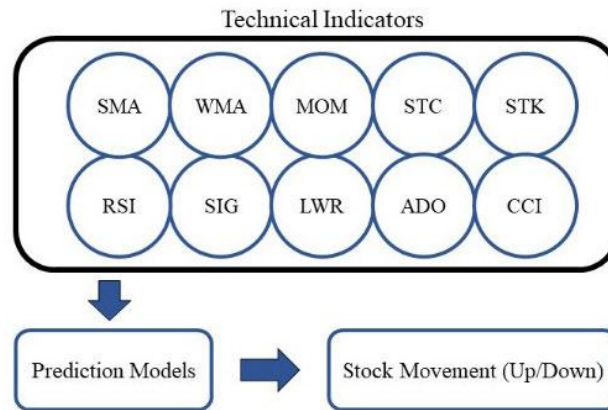 Technical Indicators
SMA WMA MOM STC STK
RSI SIG LWR ADO CCI
Prediction Models
Stock Movement (Up/Down)